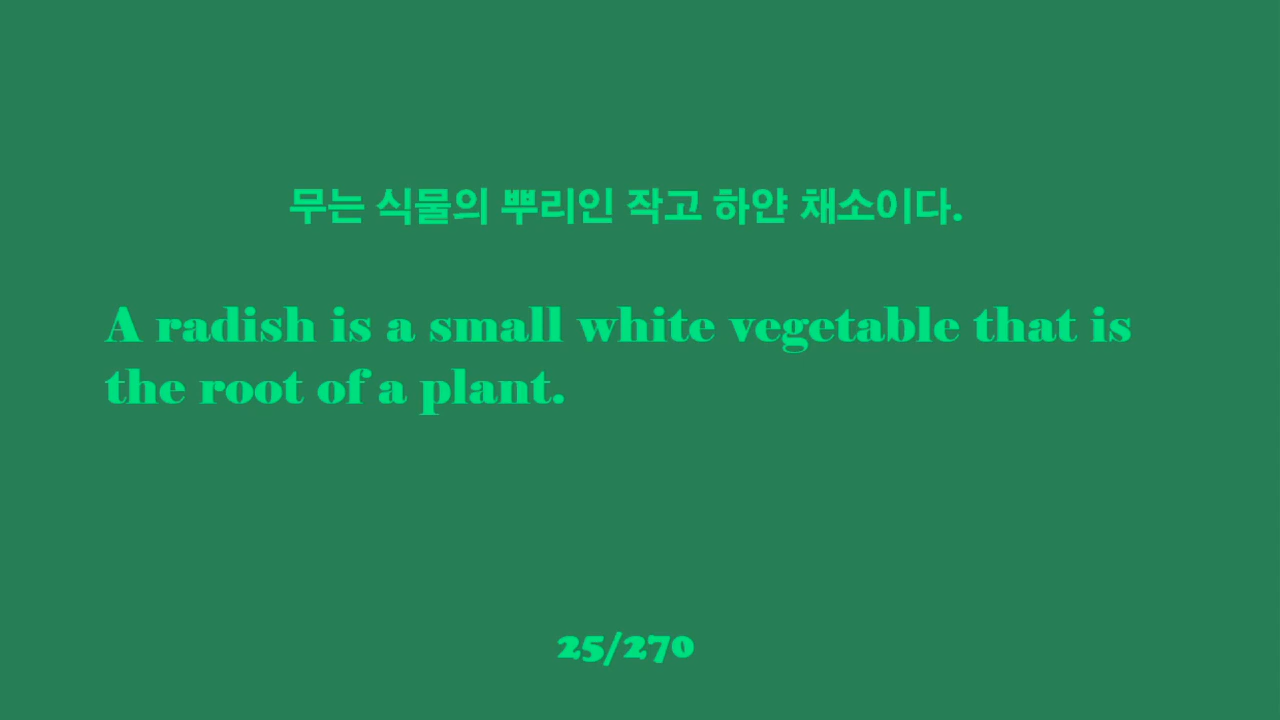 무는 식물의 뿌리인 작고 하얀 채소이다.
A radish is a small white vegetable that is
the root of a plant.
25/270